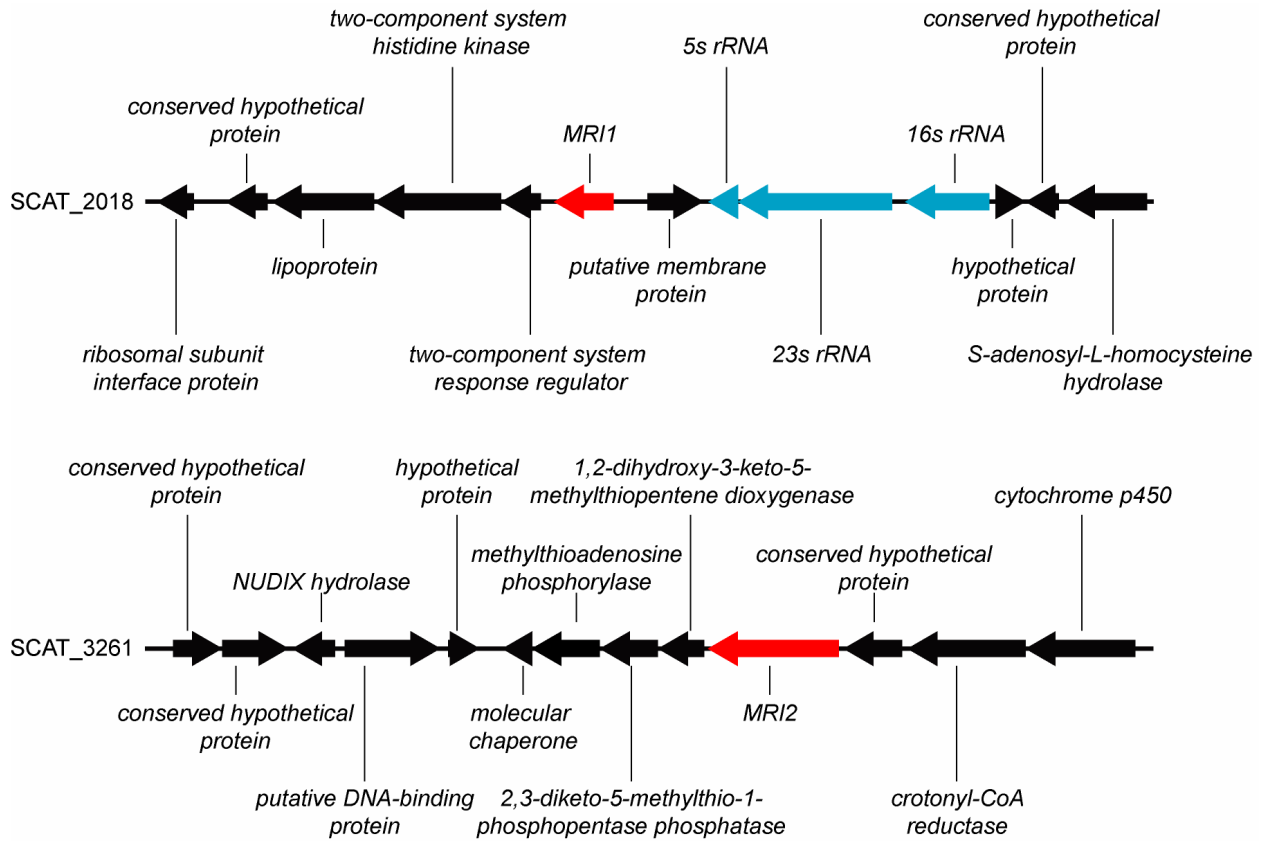 two-component system
histidine kinase
5s rRNA
conserved hypothetical
protein
conserved hypothetical
protein
MRI1
16s rRNA
SCAT_2018
lipoprotein
putative membrane
protein
hypothetical
protein
ribosomal subunit
interface protein
two-component system
response regulator
23s rRNA
S-adenosyl-L-homocysteine
hydrolase
conserved hypothetical
protein
hypothetical
protein
1,2-dihydroxy-3-keto-5-
methylthiopentene dioxygenase
cytochrome p450
NUDIX hydrolase
methylthioadenosine
phosphorylase
conserved hypothetical
protein
SCAT_3261
conserved hypothetical
protein
molecular
chaperone
MRI2
putative DNA-binding
protein
2,3-diketo-5-methylthio-1-
phosphopentase phosphatase
crotonyl-CoA
reductase